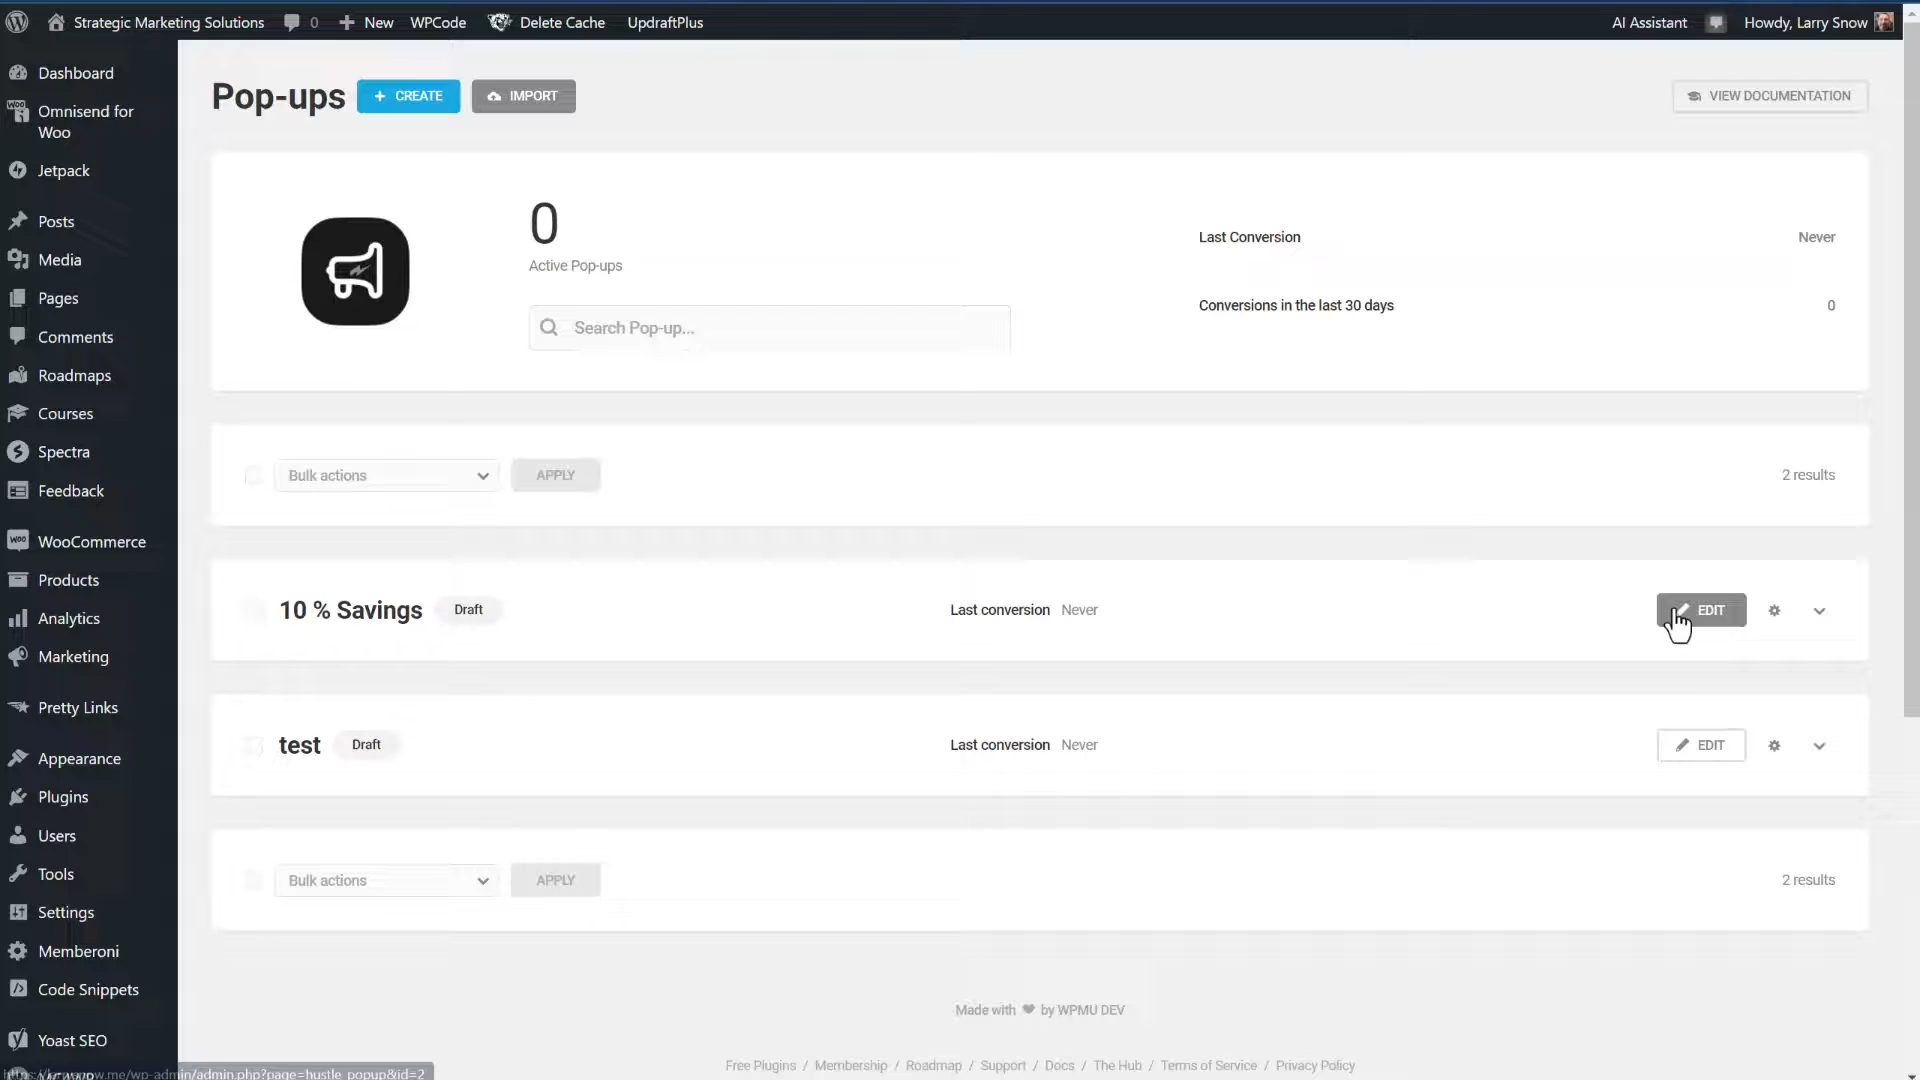 Strategic Marketing Solutions 0 New WPCode Delete Cache UpdraftPlus AI Assistant Howdy, Larry Snow
Dashboard
Omnisend for
Woo
Jetpack
Posts
Media
Pages
Comments
Roadmaps
Courses
Spectra
Feedback
WooCommerce
Products
Analytics
Marketing
Pretty Links
Appearance
Plugins
Users
Tools
Settings
Memberoni
Code Snippets
Yoast SEO
Pop-ups + CREATE IMPORT VIEW DOCUMENTATION
0
Active Pop-ups
Search Pop-up...
Last Conversion Never
Conversions in the last 30 days 0
Bulk actions APPLY 2 results
10 % Savings Draft Last conversion Never EDIT
test Draft Last conversion Never EDIT
Bulk actions APPLY 2 results
Made with ♥ by WPMU DEV
Free Plugins / Membership / Roadmap / Support / Docs / The Hub / Terms of Service / Privacy Policy
.me/wp-admin/admin.php?page=hustle_popup&id=2